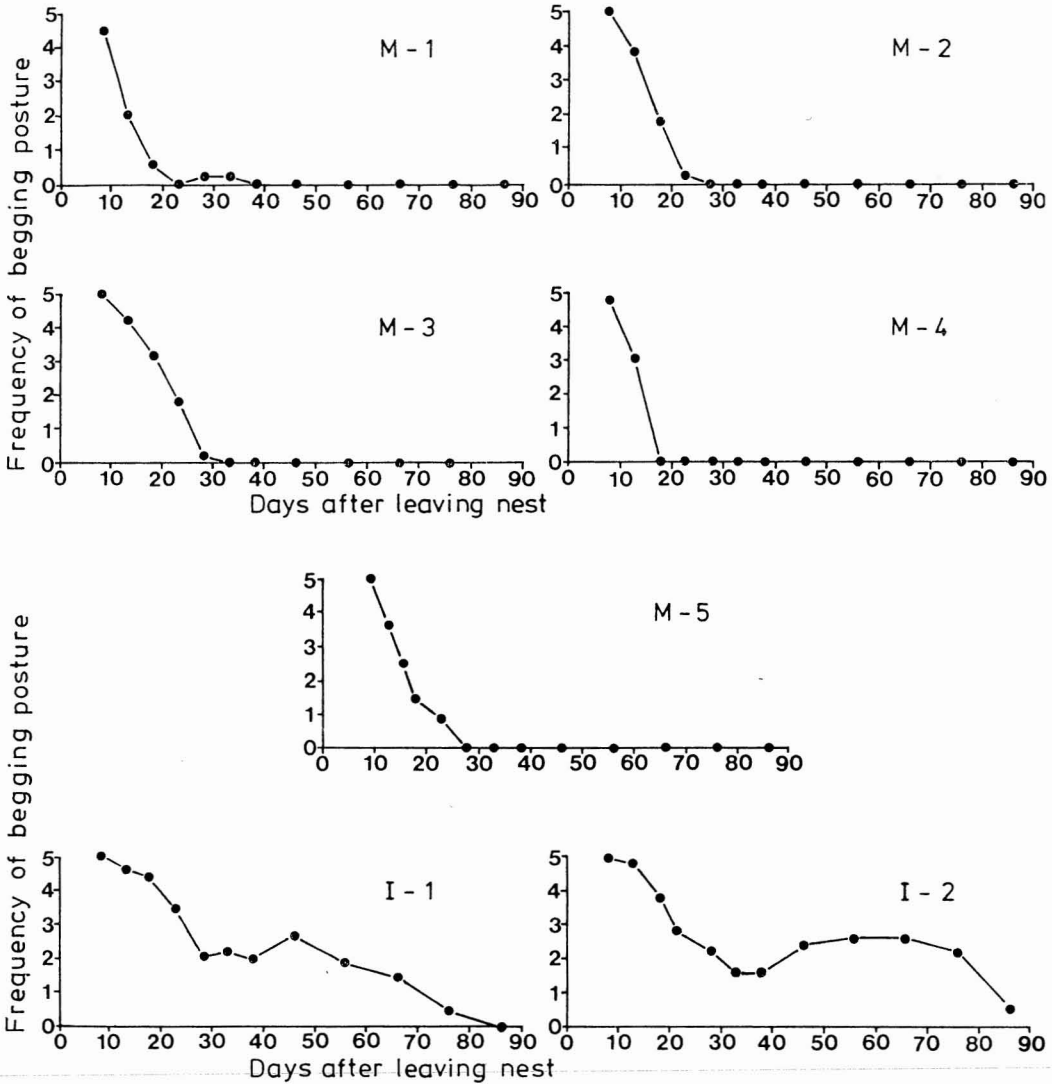 Frequency of begging posture
5 4 3 2 1 0
M - 1
0 10 20 30 40 50 60 70 80 90
5 4 3 2 1 0
M - 2
0 10 20 30 40 50 60 70 80 90
5 4 3 2 1 0
M - 3
0 10 20 30 40 50 60 70 80 90
5 4 3 2 1 0
M - 4
0 10 20 30 40 50 60 70 80 90
Days after leaving nest
5 4 3 2 1 0
M - 5
0 10 20 30 40 50 60 70 80 90
Frequency of begging posture
5 4 3 2 1 0
I - 1
0 10 20 30 40 50 60 70 80 90
5 4 3 2 1 0
I - 2
0 10 20 30 40 50 60 70 80 90
Days after leaving nest